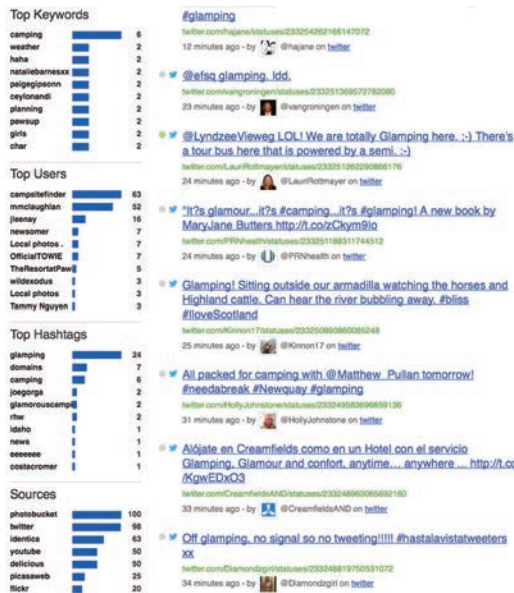 Top Keywords
camping 6
weather 2
haha 2
nataliebarnesxx 2
paigegipsonn 2
ceylonandi 2
planning 2
pawsup 2
girls 2
char 2
Top Users
campsitefinder 63
mmclaughlan 52
jleenay 16
newsomer 7
Local photos . 7
OfficialTOWIE 7
TheResortatPaw 5
wildexodus 3
Local photos 3
Tammy Nguyen 3
Top Hashtags
glamping 24
domains 7
camping 6
joegorga 2
glamorouscamp 2
rhw 2
idaho 1
news 1
eeeeeee 1
costacromer 1
Sources
photobucket 100
twitter 98
identica 63
youtube 50
delicious 50
picasaweb 25
flickr 20
#glamping
twitter.com/hajane/statuses/233254262166147072
12 minutes ago - by @hajane on twitter
@efsq glamping. Idd.
twitter.com/vangroningen/statuses/233251369572782080
23 minutes ago - by @vangroningen on twitter
@LyndzeeVieweg LOL! We are totally Glamping here. ;-) There's
a tour bus here that is powered by a semi. ;-)
twitter.com/LauriRottmayer/statuses/233251262290866176
24 minutes ago - by @LauriRottmayer on twitter
"It?s glamour...it?s #camping...it?s #glamping! A new book by
MaryJane Butters http://t.co/zCkym9Io
twitter.com/PRNhealth/statuses/233251188311744512
24 minutes ago - by @PRNhealth on twitter
Glamping! Sitting outside our armadilla watching the horses and
Highland cattle. Can hear the river bubbling away. #bliss
#IloveScotland
twitter.com/Kinnon17/statuses/233250890860085248
25 minutes ago - by @Kinnon17 on twitter
All packed for camping with @Matthew_Pullan tomorrow!
#needabreak #Newquay #glamping
twitter.com/HollyJohnstone/statuses/233249583696859136
31 minutes ago - by @HollyJohnstone on twitter
Alójate en Creamfields como en un Hotel con el servicio
Glamping, Glamour and confort, anytime... anywhere ... http://t.co
/KgwEDxO3
twitter.com/CreamfieldsAND/statuses/233248963065692160
33 minutes ago - by @CreamfieldsAND on twitter
Off glamping, no signal so no tweeting!!!!! #hastalavistatweeters
xx
twitter.com/Diamondzgirl/statuses/233248819750531072
34 minutes ago - by @Diamondzgirl on twitter